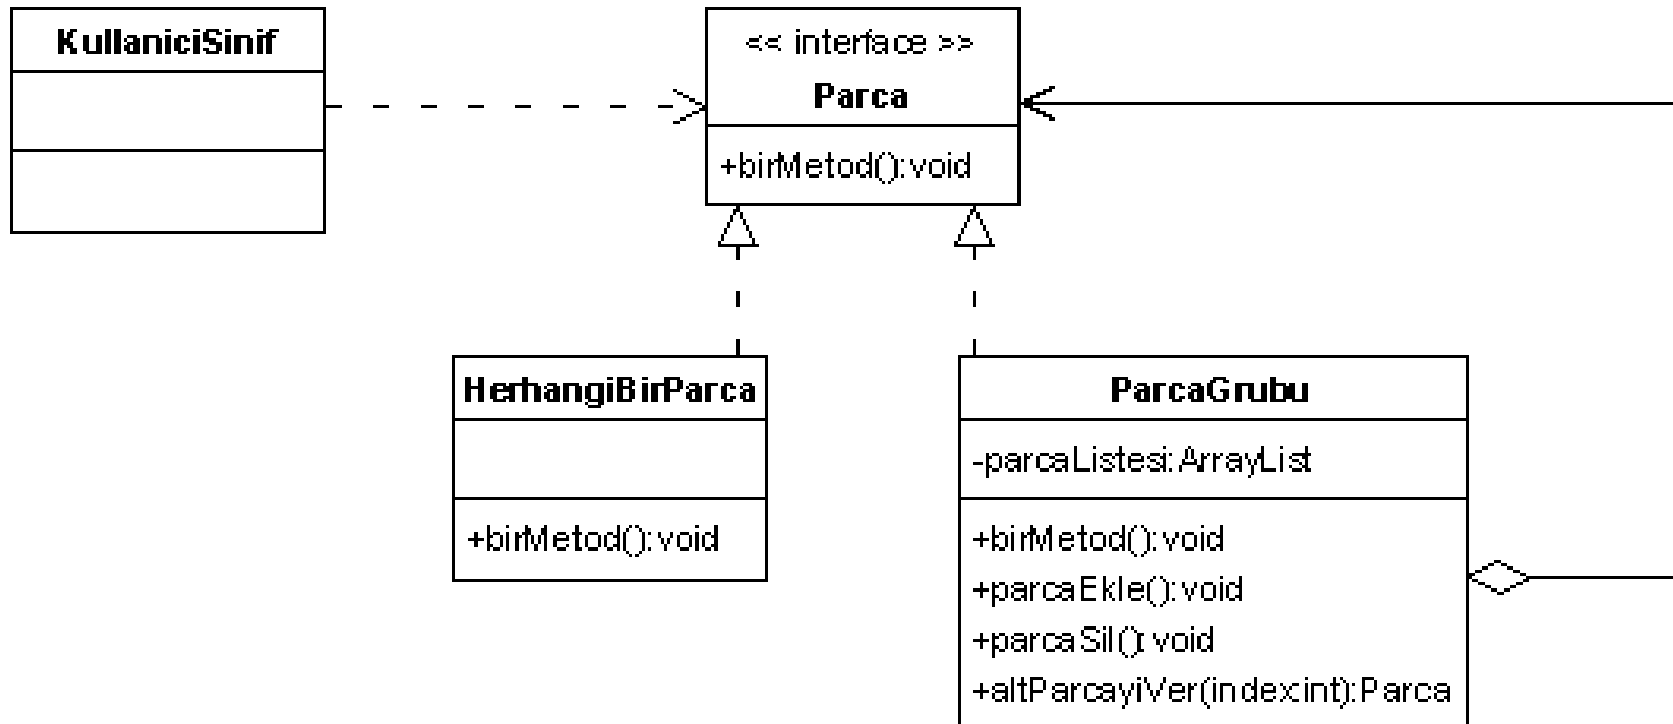 KullaniciSinif
<< interface >>
Parca
+birMetod():void
HerhangiBirParca
+birMetod():void
ParcaGrubu
-parcaListesi:ArrayList
+birMetod():void
+parcaEkle():void
+parcaSil():void
+altParcayiVer(index:int):Parca